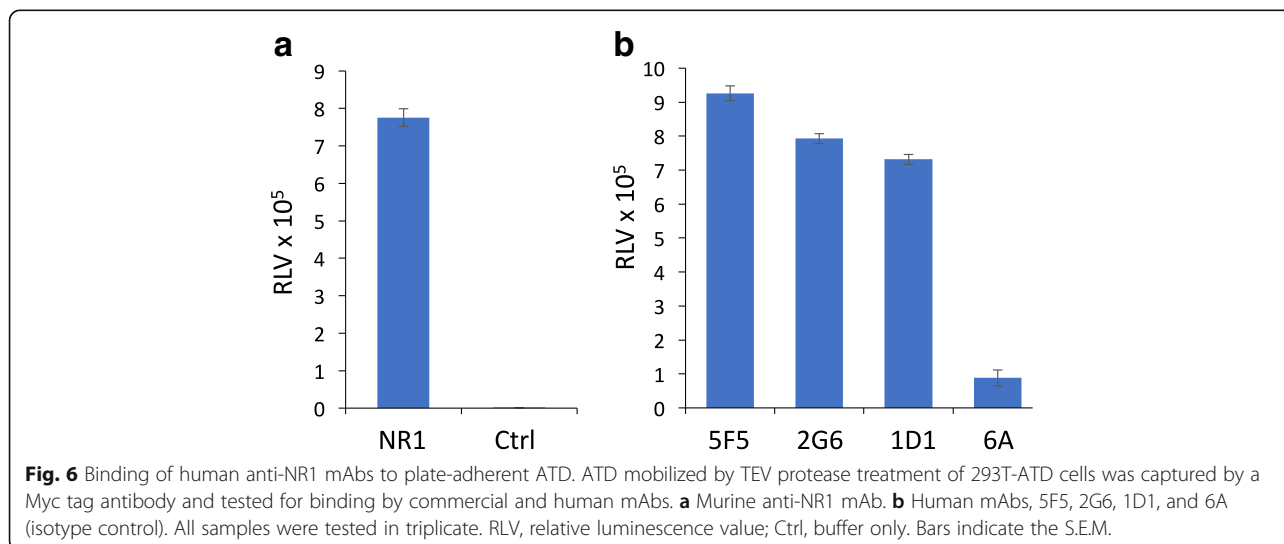 a
9
8
7
6
5
4
3
2
1
0
RLV x 10⁵
NR1 Ctrl
b
10
9
8
7
6
5
4
3
2
1
0
RLV x 10⁵
5F5 2G6 1D1 6A
Fig. 6 Binding of human anti-NR1 mAbs to plate-adherent ATD. ATD mobilized by TEV protease treatment of 293T-ATD cells was captured by a
Myc tag antibody and tested for binding by commercial and human mAbs. a Murine anti-NR1 mAb. b Human mAbs, 5F5, 2G6, 1D1, and 6A
(isotype control). All samples were tested in triplicate. RLV, relative luminescence value; Ctrl, buffer only. Bars indicate the S.E.M.